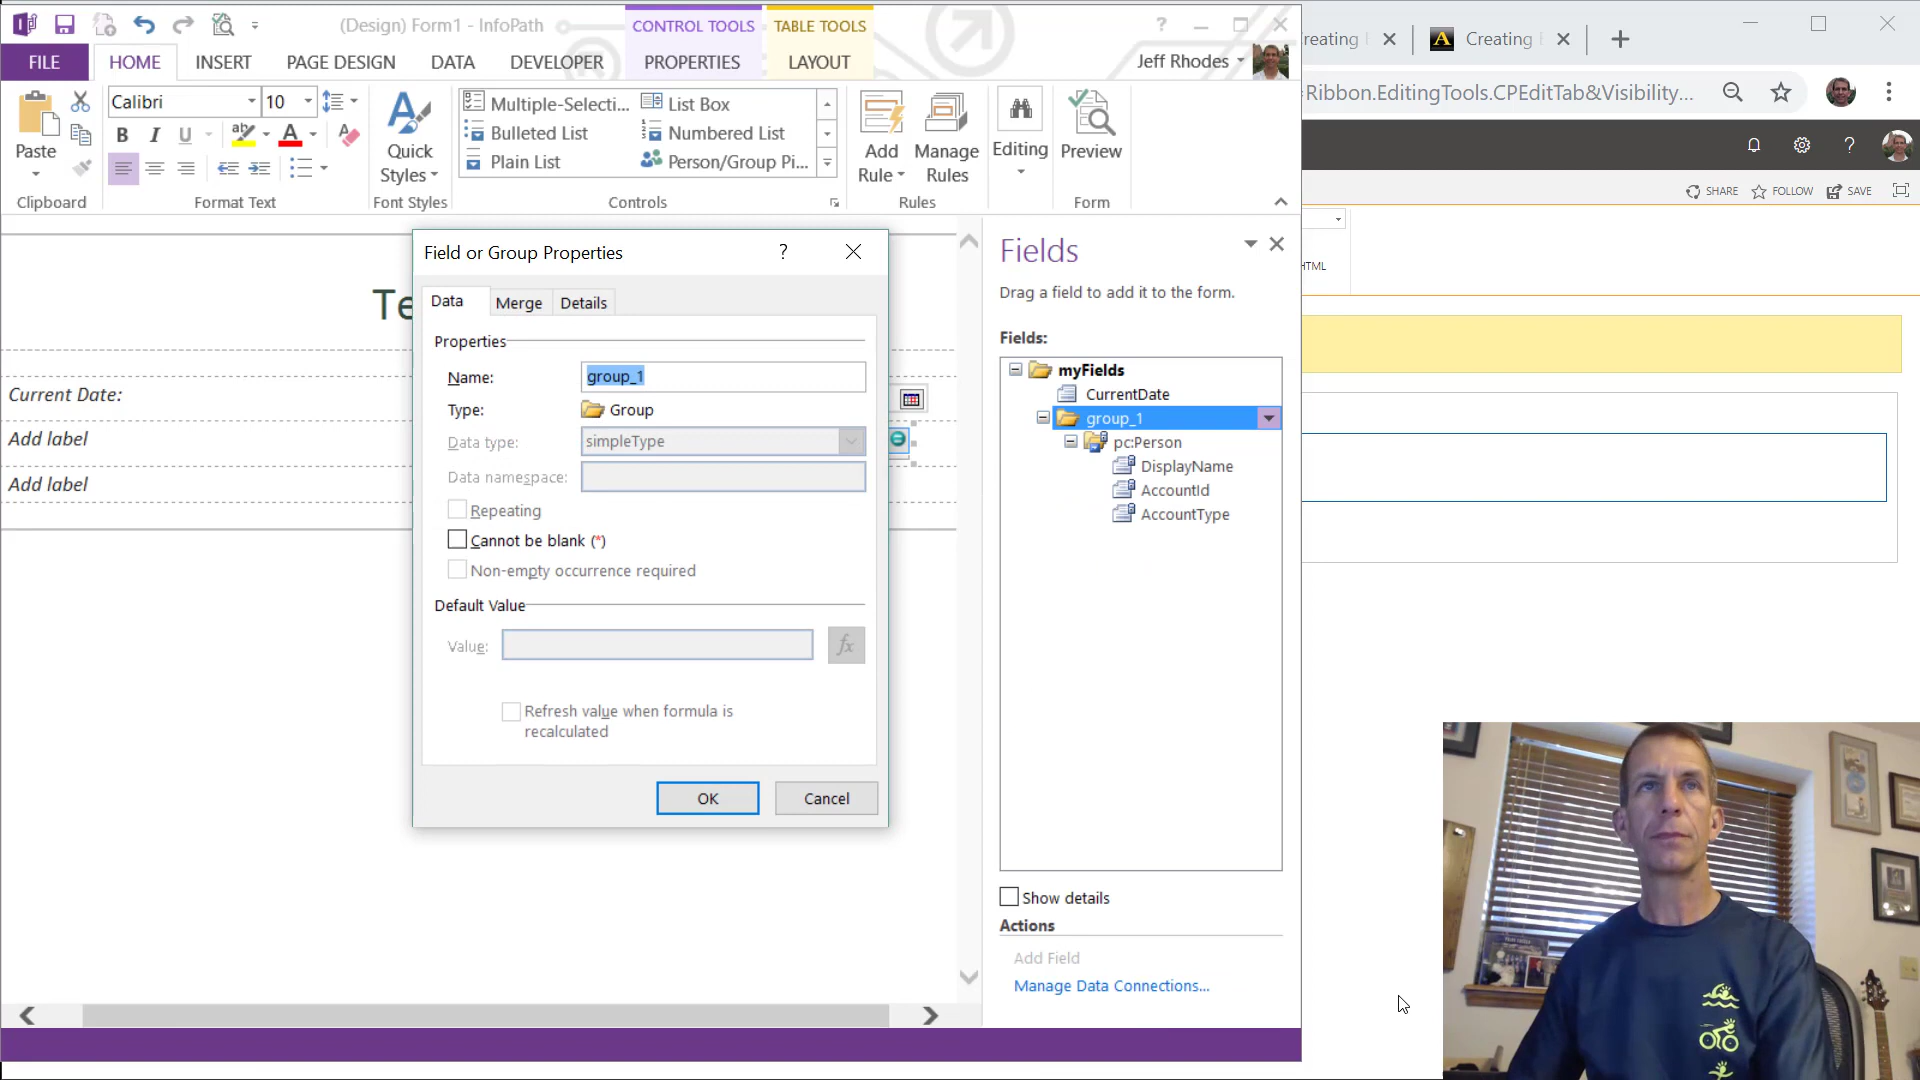 (Design) Form1 - InfoPath
CONTROL TOOLS
TABLE TOOLS
?
FILE
HOME
INSERT
PAGE DESIGN
DATA
DEVELOPER
PROPERTIES
LAYOUT
Jeff Rhodes
Calibri
10
B I U
Paste
Clipboard
Format Text
Quick
Styles
Font Styles
Multiple-Selecti...
List Box
Bulleted List
Numbered List
Plain List
Person/Group Pi...
Controls
Add
Rule
Manage
Rules
Rules
Editing
Preview
Form
reating
Creating
Ribbon.EditingTools.CPEditTab&Visibility...
?
SHARE
FOLLOW
SAVE
HTML
Te
Current Date:
Add label
Add label
Field or Group Properties
?
Data
Merge
Details
Properties
Name:
group_1
Type:
Group
Data type:
simpleType
Data namespace:
Repeating
Cannot be blank (*)
Non-empty occurrence required
Default Value
Value:
fx
Refresh value when formula is
recalculated
OK
Cancel
Fields
Drag a field to add it to the form.
Fields:
myFields
CurrentDate
group_1
pc:Person
DisplayName
AccountId
AccountType
Show details
Actions
Add Field
Manage Data Connections...